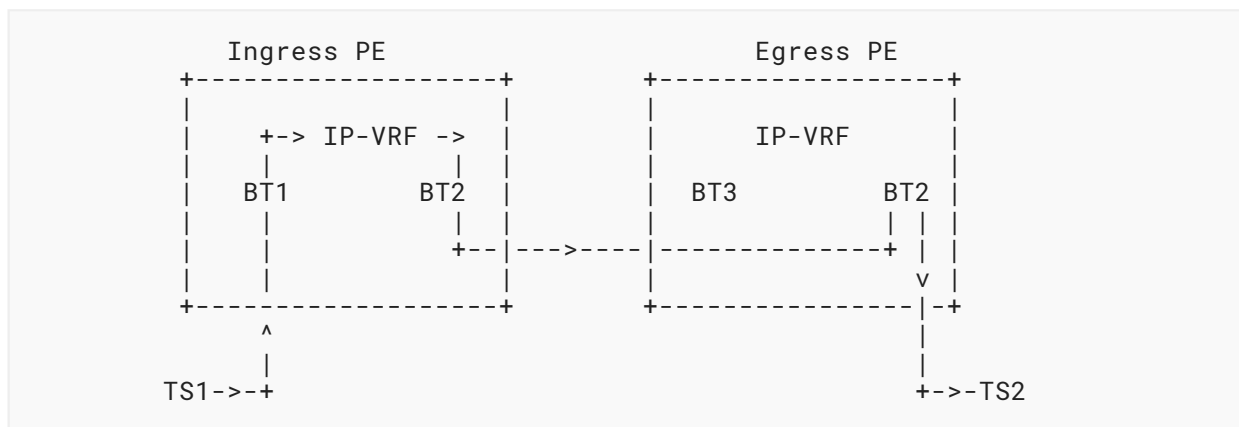 Ingress PE                       Egress PE
+-------------------+         +-------------------+
|                   |         |                   |
|    +-> IP-VRF ->  |         |      IP-VRF       |
|    |           |  |         |                   |
|   BT1         BT2 |         |  BT3         BT2  |
|    |           |  |         |              | |  |
|    |           +--|--->----|--------------+ |  |
|    |              |         |                v  |
+-------------------+         +----------------|-+
     ^                                         |
     |                                         |
TS1->-+                                        +->-TS2